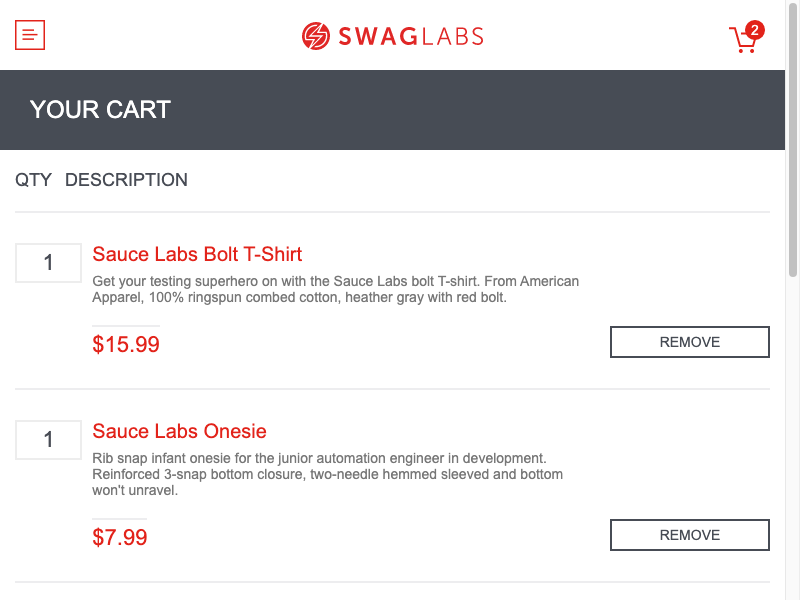 SWAGLABS
2
YOUR CART
QTY DESCRIPTION
1
Sauce Labs Bolt T-Shirt
Get your testing superhero on with the Sauce Labs bolt T-shirt. From American
Apparel, 100% ringspun combed cotton, heather gray with red bolt.
$15.99
REMOVE
1
Sauce Labs Onesie
Rib snap infant onesie for the junior automation engineer in development.
Reinforced 3-snap bottom closure, two-needle hemmed sleeved and bottom
won't unravel.
$7.99
REMOVE